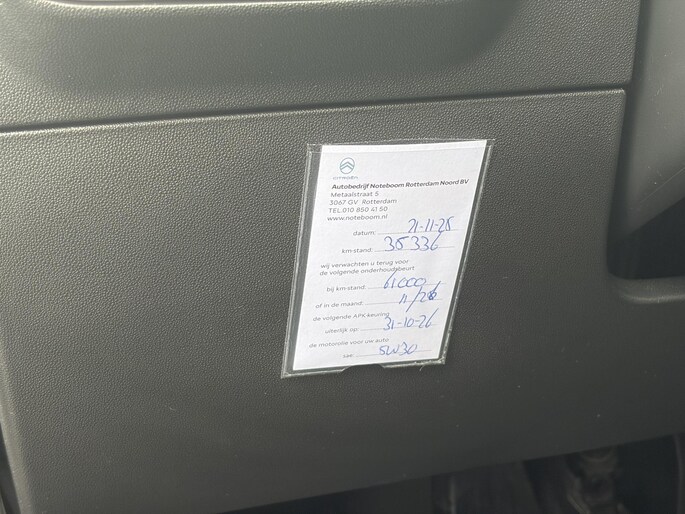 CITROËN
Autobedrijf Noteboom Rotterdam Noord BV
Metaalstraat 5
3067 GV Rotterdam
TEL.010 850 41 50
www.noteboom.nl
datum: 21-11-25
km-stand: 35336
wij verwachten u terug voor
de volgende onderhoudsbeurt
bij km-stand: 61000
of in de maand: 11/26
de volgende APK-keuring
uiterlijk op: 31-10-26
de motorolie voor uw auto
sae: 5W30